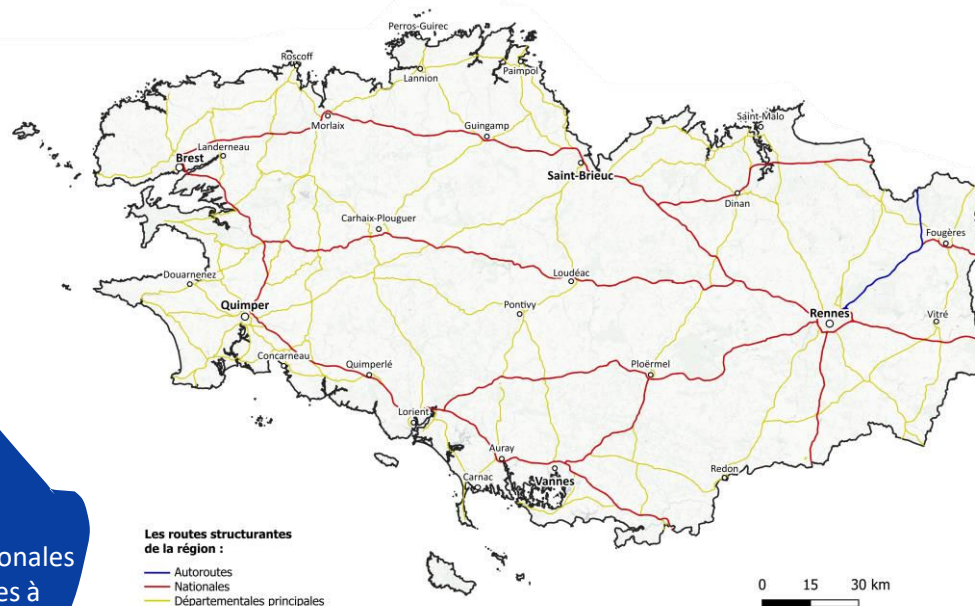 Perros-Guirec
Roscoff
Lannion
Paimpol
Morlaix
Guingamp
Saint-Malo
Landerneau
Brest
Saint-Brieuc
Dinan
Carhaix-Plouguer
Fougères
Douarnenez
Loudéac
Quimper
Pontivy
Rennes
Vitré
Concarneau
Quimperlé
Ploërmel
Lorient
Auray
Carnac
Vannes
Redon
onales
es à
Les routes structurantes
de la région :
Autoroutes
Nationales
Départementales principales
0 15 30 km